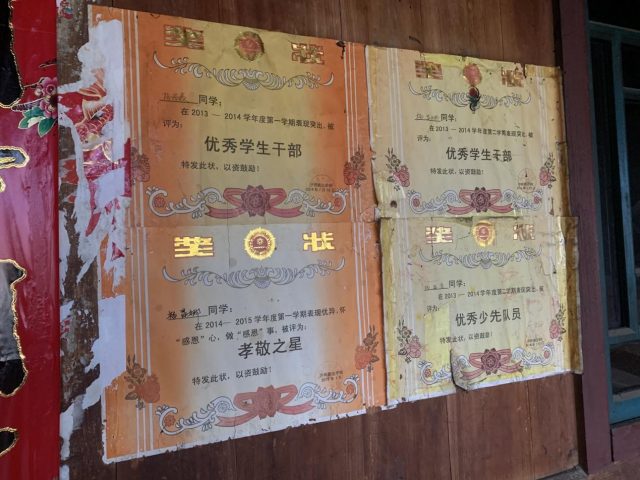 奖 状
同学：
在2013—2014学年度第一学期表现突出，被
评为：
优秀学生干部
特发此状，以资鼓励！
奖 状
同学：
在2013—2014学年度第二学期表现突出，被
评为：
优秀学生干部
特发此状，以资鼓励！
奖 状
同学：
在2014—2015学年度第一学期表现优异，怀
“感恩”心，做“感恩”事，被评为：
孝敬之星
特发此状，以资鼓励！
奖 状
同学：
在2013—2014学年度第二学期表现突出，被
评为：
优秀少先队员
特发此状，以资鼓励！